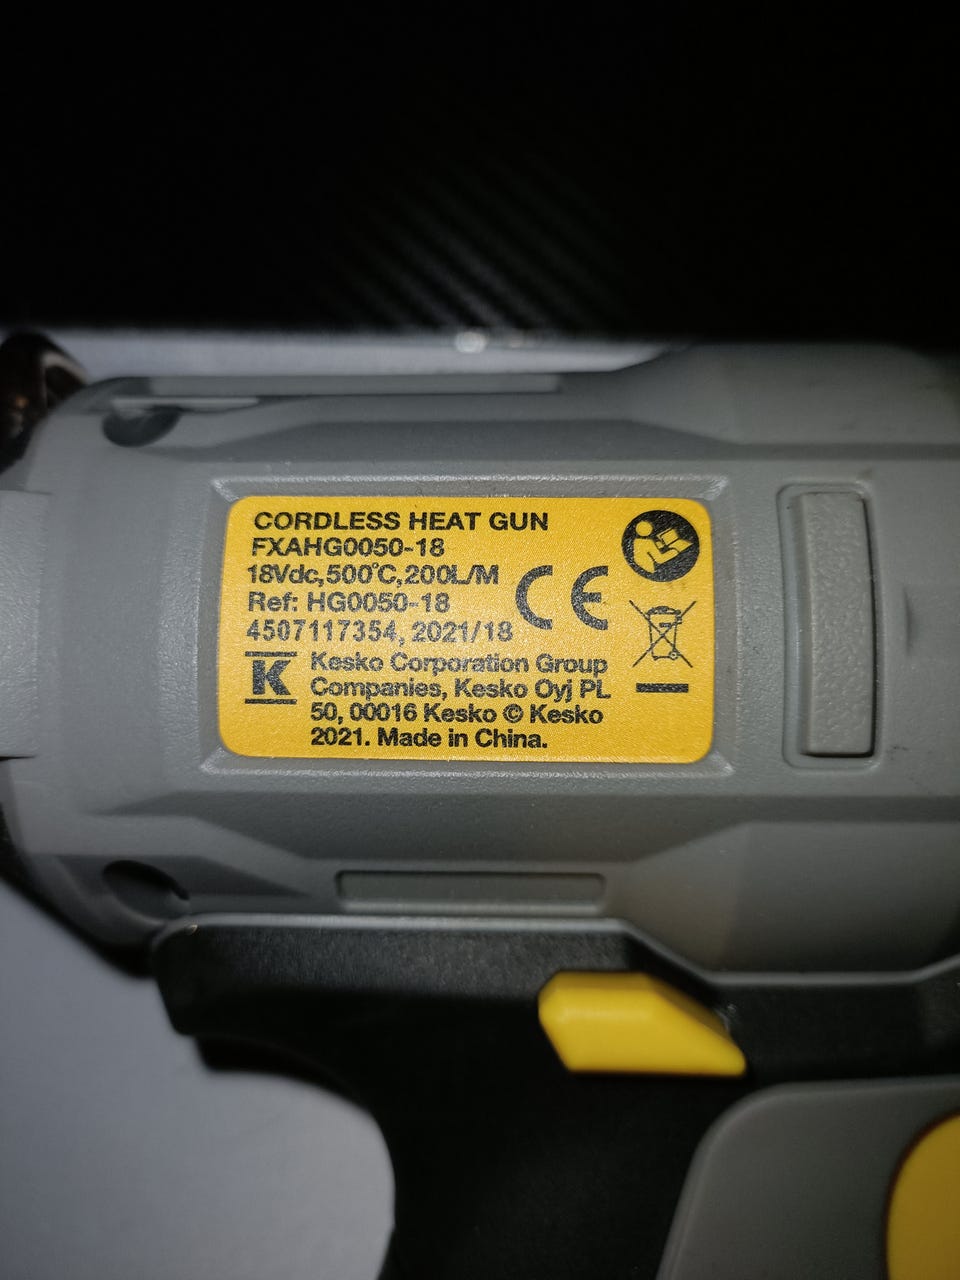 CORDLESS HEAT GUN
FXAHG0050-18
18Vdc,500℃,200L/M
Ref: HG0050-18
4507117354, 2021/18
CE
K
Kesko Corporation Group
Companies, Kesko Oyj PL
50, 00016 Kesko © Kesko
2021. Made in China.